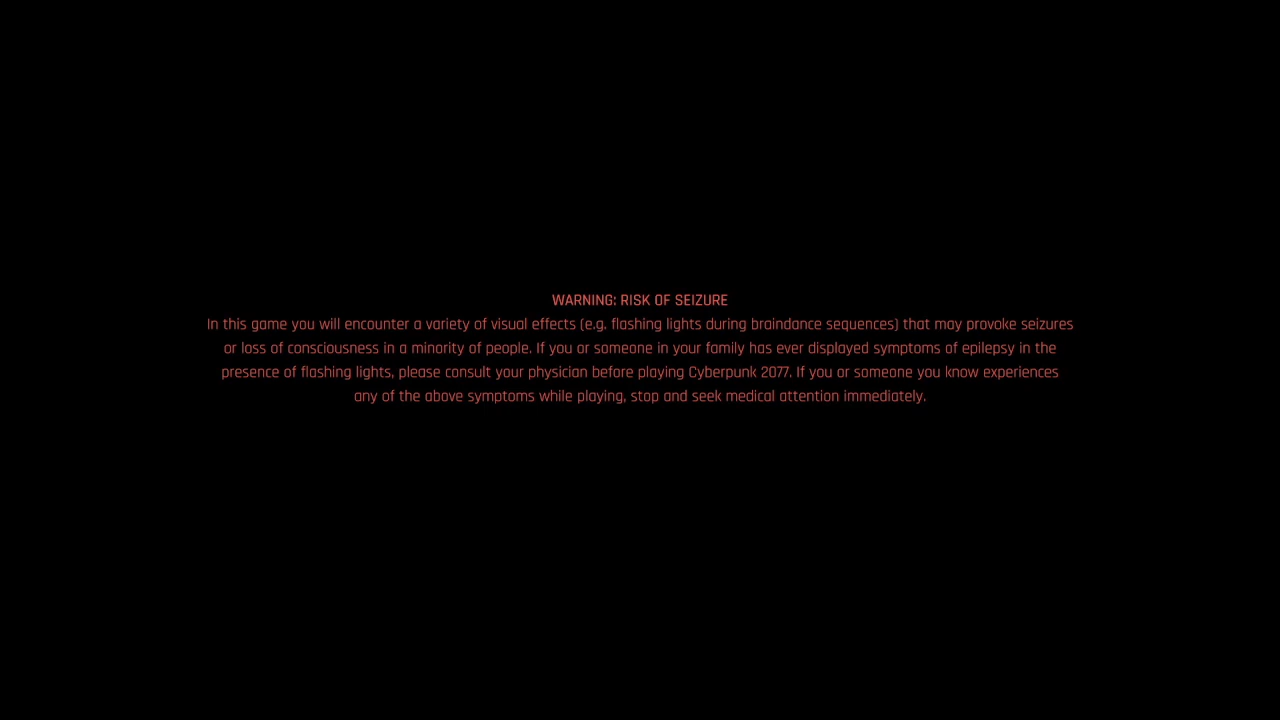 WARNING: RISK OF SEIZURE
In this game you will encounter a variety of visual effects (e.g. flashing lights during braindance sequences) that may provoke seizures
or loss of consciousness in a minority of people. If you or someone in your family has ever displayed symptoms of epilepsy in the
presence of flashing lights, please consult your physician before playing Cyberpunk 2077. If you or someone you know experiences
any of the above symptoms while playing, stop and seek medical attention immediately.